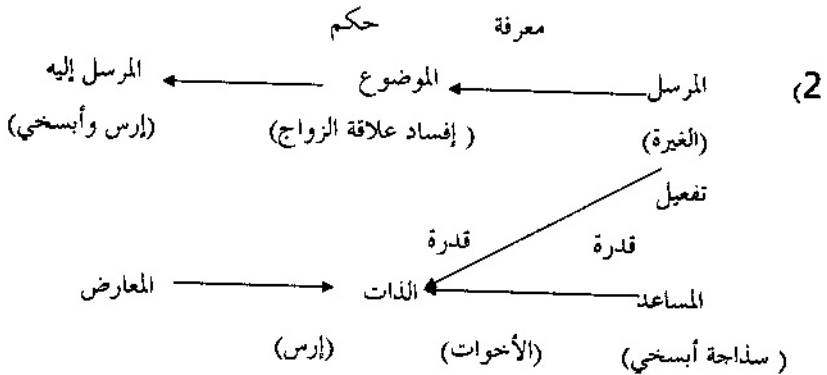 معرفة حكم
2) المرسل الموضوع المرسل إليه
(الغيرة) ( إفساد علاقة الزواج) (إرس وأبسخي)
تفعيل
قدرة قدرة
المساعد الذات المعارض
( سذاجة أبسخي) (الأخوات) (إرس)